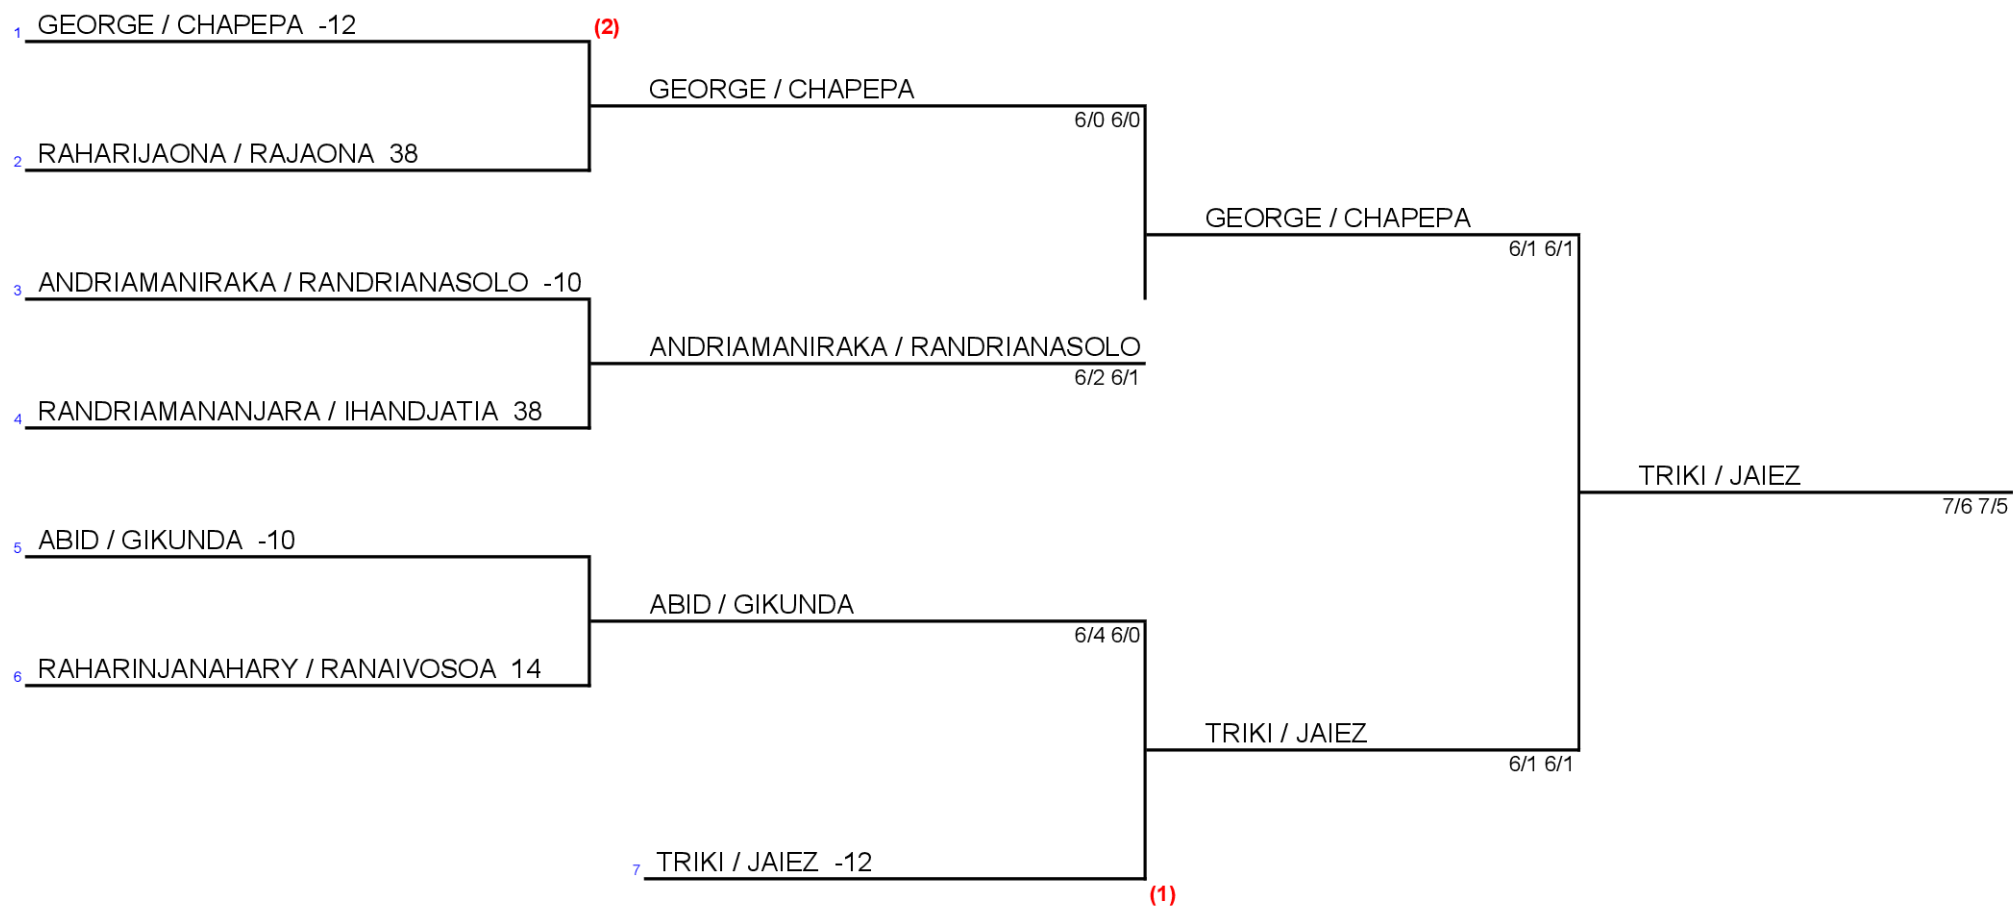 1 GEORGE / CHAPEPA -12 (2)
GEORGE / CHAPEPA
6/0 6/0
2 RAHARIJAONA / RAJAONA 38
GEORGE / CHAPEPA
6/1 6/1
3 ANDRIAMANIRAKA / RANDRIANASOLO -10
ANDRIAMANIRAKA / RANDRIANASOLO
6/2 6/1
4 RANDRIAMANANJARA / IHANDJATIA 38
TRIKI / JAIEZ
7/6 7/5
5 ABID / GIKUNDA -10
ABID / GIKUNDA
6/4 6/0
6 RAHARINJANAHARY / RANAIVOSOA 14
TRIKI / JAIEZ
6/1 6/1
7 TRIKI / JAIEZ -12
(1)